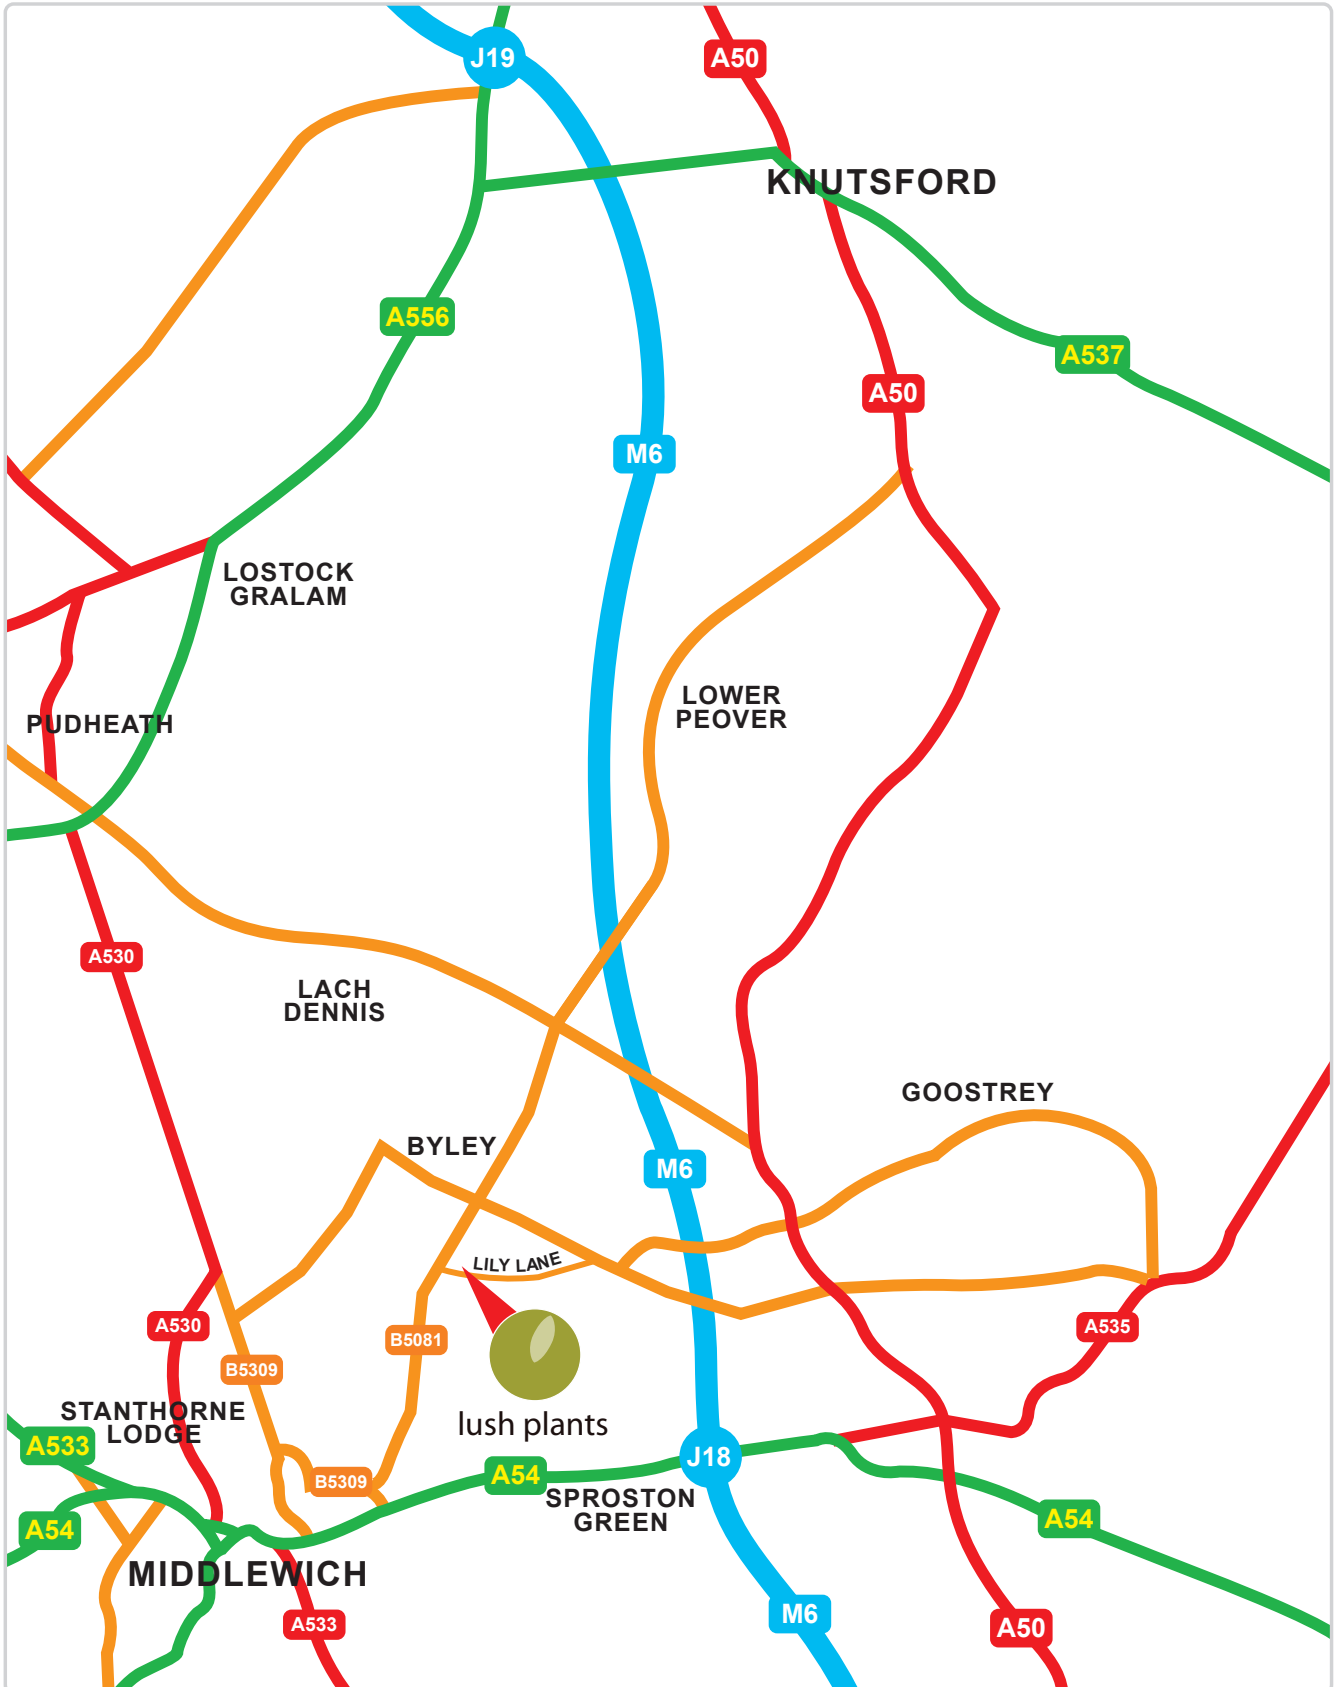 J19
A50
KNUTSFORD
A556
A537
A50
M6
LOSTOCK
GRALAM
LOWER
PEOVER
PUDHEATH
A530
LACH
DENNIS
GOOSTREY
BYLEY
M6
LILY LANE
A530
B5081
A535
B5309
lush plants
STANTHORNE
LODGE
A533
J18
A54
B5309
SPROSTON
GREEN
A54
A54
MIDDLEWICH
M6
A533
A50